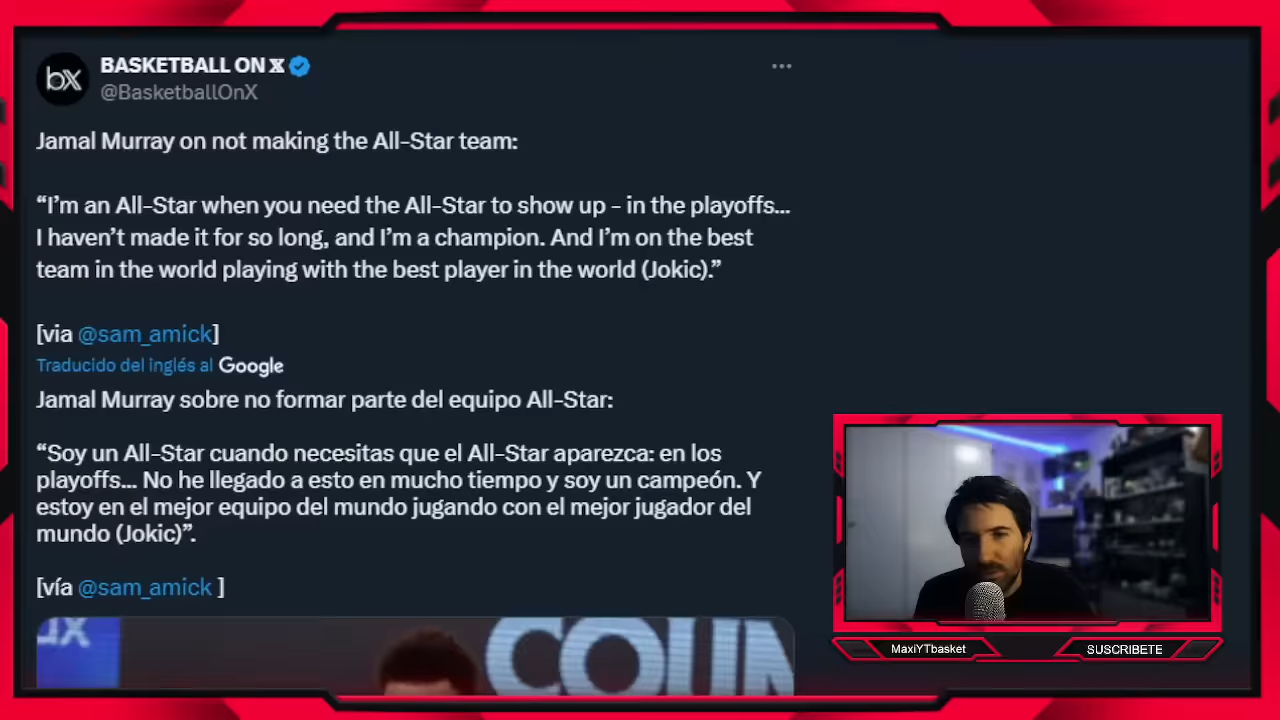 bx
BASKETBALL ON X
@BasketballOnX
Jamal Murray on not making the All-Star team:
“I’m an All-Star when you need the All-Star to show up – in the playoffs...
I haven’t made it for so long, and I’m a champion. And I’m on the best
team in the world playing with the best player in the world (Jokic).”
[via @sam_amick]
Traducido del inglés al Google
Jamal Murray sobre no formar parte del equipo All-Star:
“Soy un All-Star cuando necesitas que el All-Star aparezca: en los
playoffs... No he llegado a esto en mucho tiempo y soy un campeón. Y
estoy en el mejor equipo del mundo jugando con el mejor jugador del
mundo (Jokic)”.
[vía @sam_amick ]
MaxiYTbasket
SUSCRIBETE